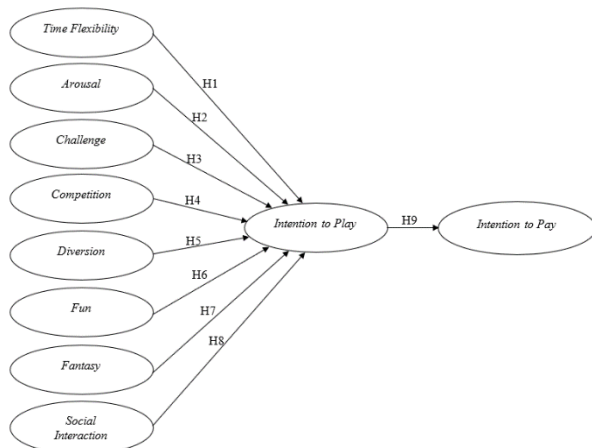 Time Flexibility
H1
Arousal
H2
Challenge
H3
Competition
H4
Intention to Play
H9
Intention to Pay
Diversion
H5
Fun
H6
Fantasy
H7
H8
Social
Interaction